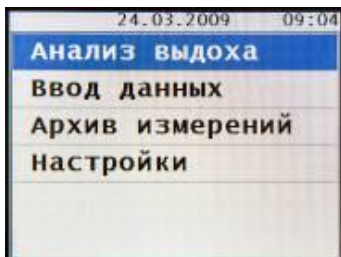 24.03.2009 09:04
Анализ выдоха
Ввод данных
Архив измерений
Настройки